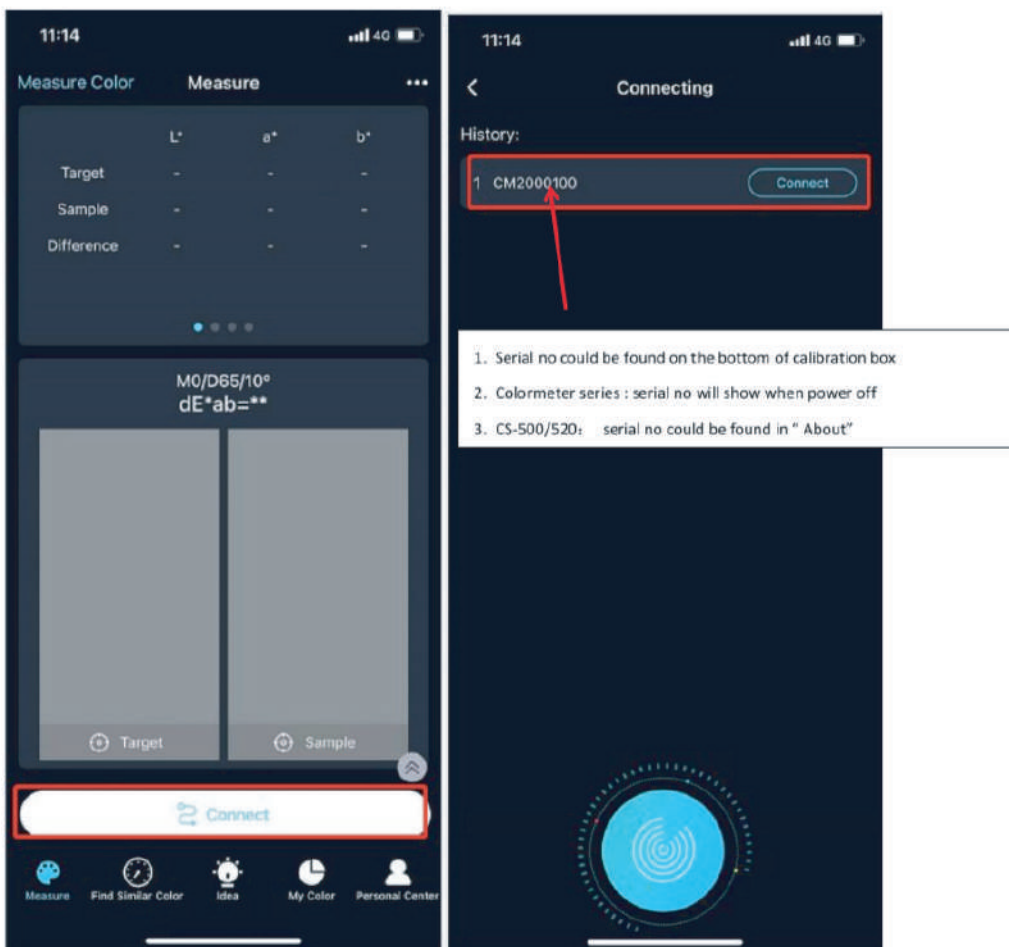 11:14
4G
Measure Color Measure
L* a* b*
Target - - -
Sample - - -
Difference - - -
M0/D65/10°
dE*ab=**
Target
Sample
Connect
Measure
Find Similar Color
Idea
My Color
Personal Center
11:14
4G
Connecting
History:
1 CM2000100 Connect
1. Serial no could be found on the bottom of calibration box
2. Colormeter series : serial no will show when power off
3. CS-500/520: serial no could be found in “ About”